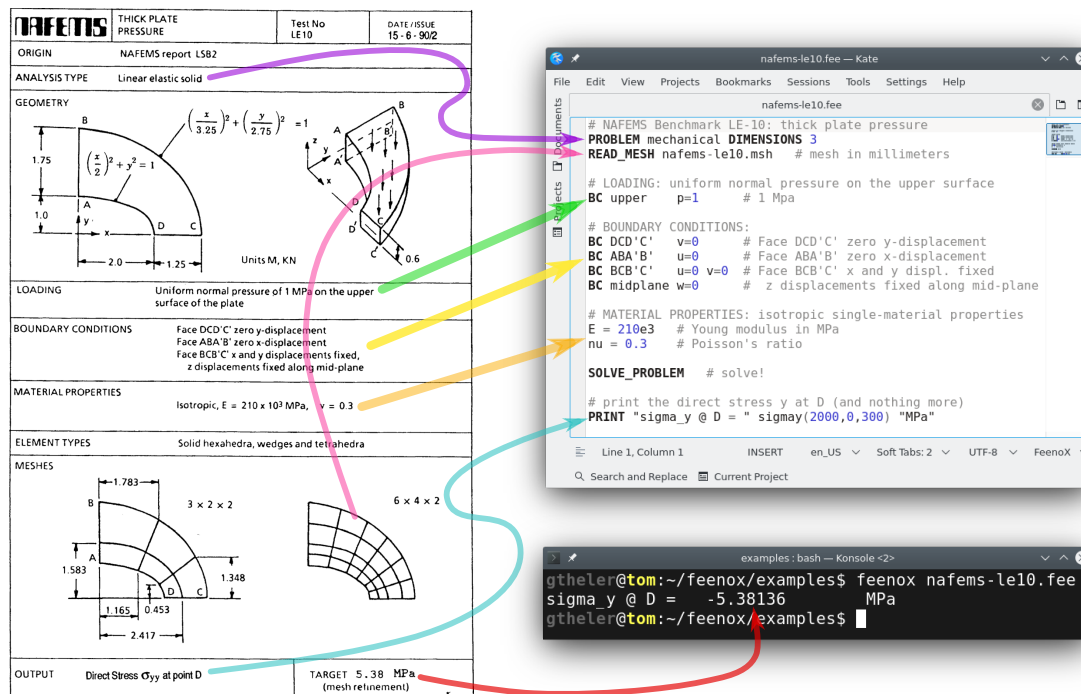 NAFEMS
THICK PLATE
PRESSURE
Test No
LE10
DATE / ISSUE
15 - 6 - 90/2
ORIGIN
NAFEMS report LSB2
ANALYSIS TYPE
Linear elastic solid
GEOMETRY
B
(x/3.25)² + (y/2.75)² = 1
(x/2)² + y² = 1
1.75
1.0
A
y
x
D
C
2.0
1.25
Units M, KN
B
A
B'
A'
z
y
x
D
D'
C
C'
0.6
LOADING
Uniform normal pressure of 1 MPa on the upper
surface of the plate
BOUNDARY CONDITIONS
Face DCD'C' zero y-displacement
Face ABA'B' zero x-displacement
Face BCB'C' x and y displacements fixed,
z displacements fixed along mid-plane
MATERIAL PROPERTIES
Isotropic, E = 210 x 10³ MPa, ν = 0.3
ELEMENT TYPES
Solid hexahedra, wedges and tetrahedra
MESHES
1.783
B
3 × 2 × 2
6 × 4 × 2
A
1.583
D
C
1.348
1.165
0.453
2.417
OUTPUT
Direct Stress σyy at point D
TARGET 5.38 MPa
(mesh refinement)
nafems-le10.fee — Kate
File Edit View Projects Bookmarks Sessions Tools Settings Help
nafems-le10.fee
Documents
Projects
# NAFEMS Benchmark LE-10: thick plate pressure
PROBLEM mechanical DIMENSIONS 3
READ_MESH nafems-le10.msh # mesh in millimeters
# LOADING: uniform normal pressure on the upper surface
BC upper p=1 # 1 Mpa
# BOUNDARY CONDITIONS:
BC DCD'C' v=0 # Face DCD'C' zero y-displacement
BC ABA'B' u=0 # Face ABA'B' zero x-displacement
BC BCB'C' u=0 v=0 # Face BCB'C' x and y displ. fixed
BC midplane w=0 # z displacements fixed along mid-plane
# MATERIAL PROPERTIES: isotropic single-material properties
E = 210e3 # Young modulus in MPa
nu = 0.3 # Poisson's ratio
SOLVE_PROBLEM # solve!
# print the direct stress y at D (and nothing more)
PRINT "sigma_y @ D = " sigmay(2000,0,300) "MPa"
Line 1, Column 1 INSERT en_US Soft Tabs: 2 UTF-8 FeenoX
Search and Replace Current Project
examples : bash — Konsole <2>
gtheler@tom:~/feenox/examples$ feenox nafems-le10.fee
sigma_y @ D = -5.38136 MPa
gtheler@tom:~/feenox/examples$